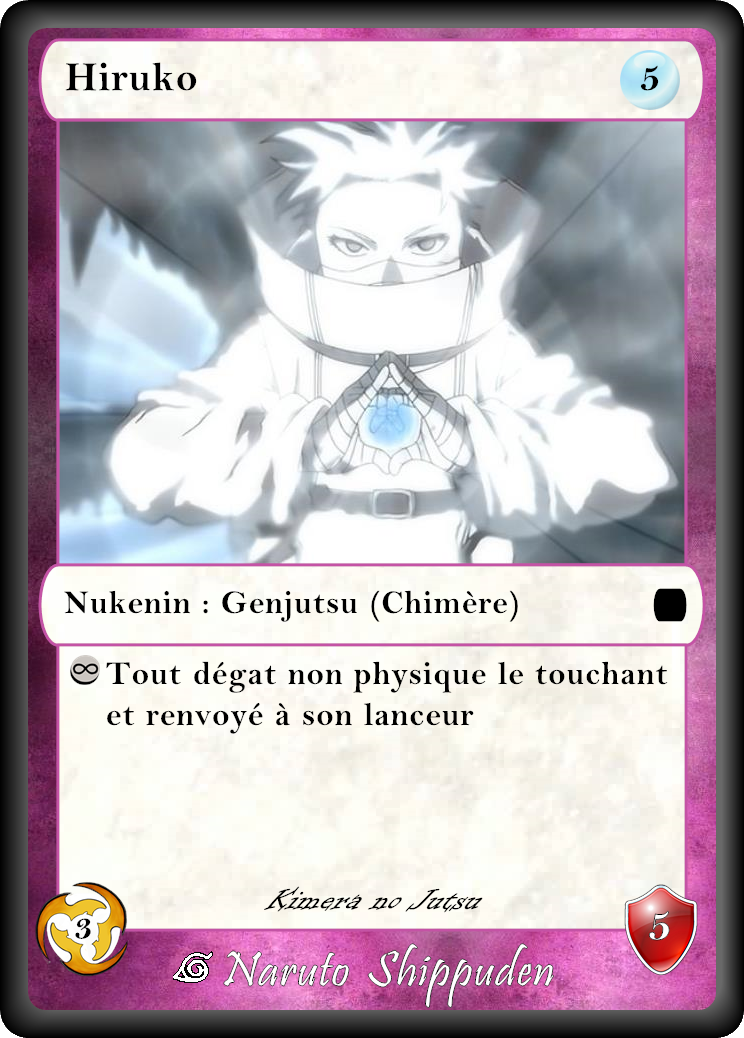 Hiruko
5
Nukenin : Genjutsu (Chimère)
Tout dégat non physique le touchant
et renvoyé à son lanceur
Kimera no Jutsu
3
5
Naruto Shippuden